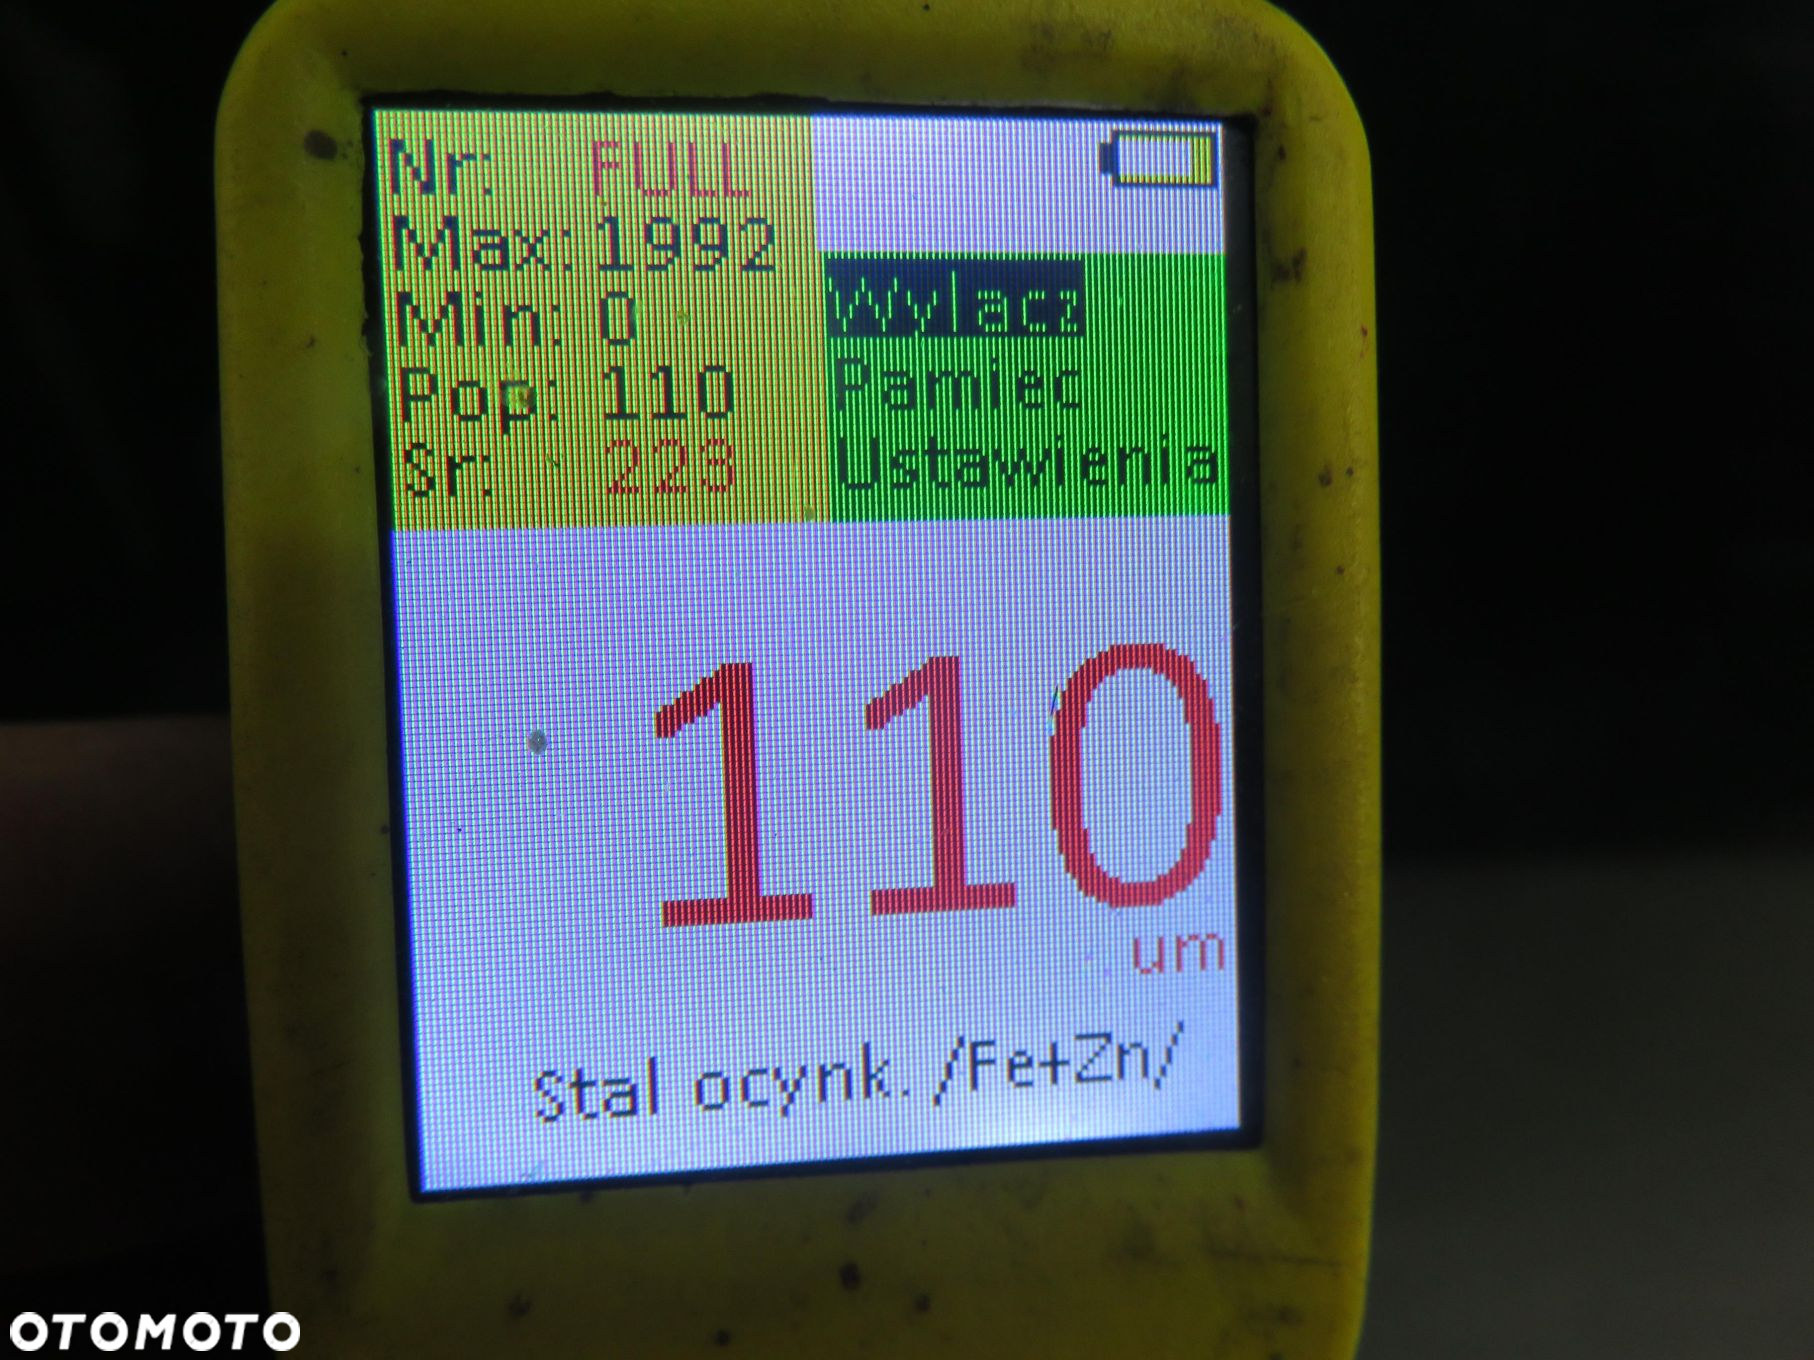 Nr: FULL
Max: 1992
Min: 0
Pop: 110
Sr: 223
Wylacz
Pamiec
Ustawienia
110
um
Stal ocynk. /Fe+Zn/
OTOMOTO